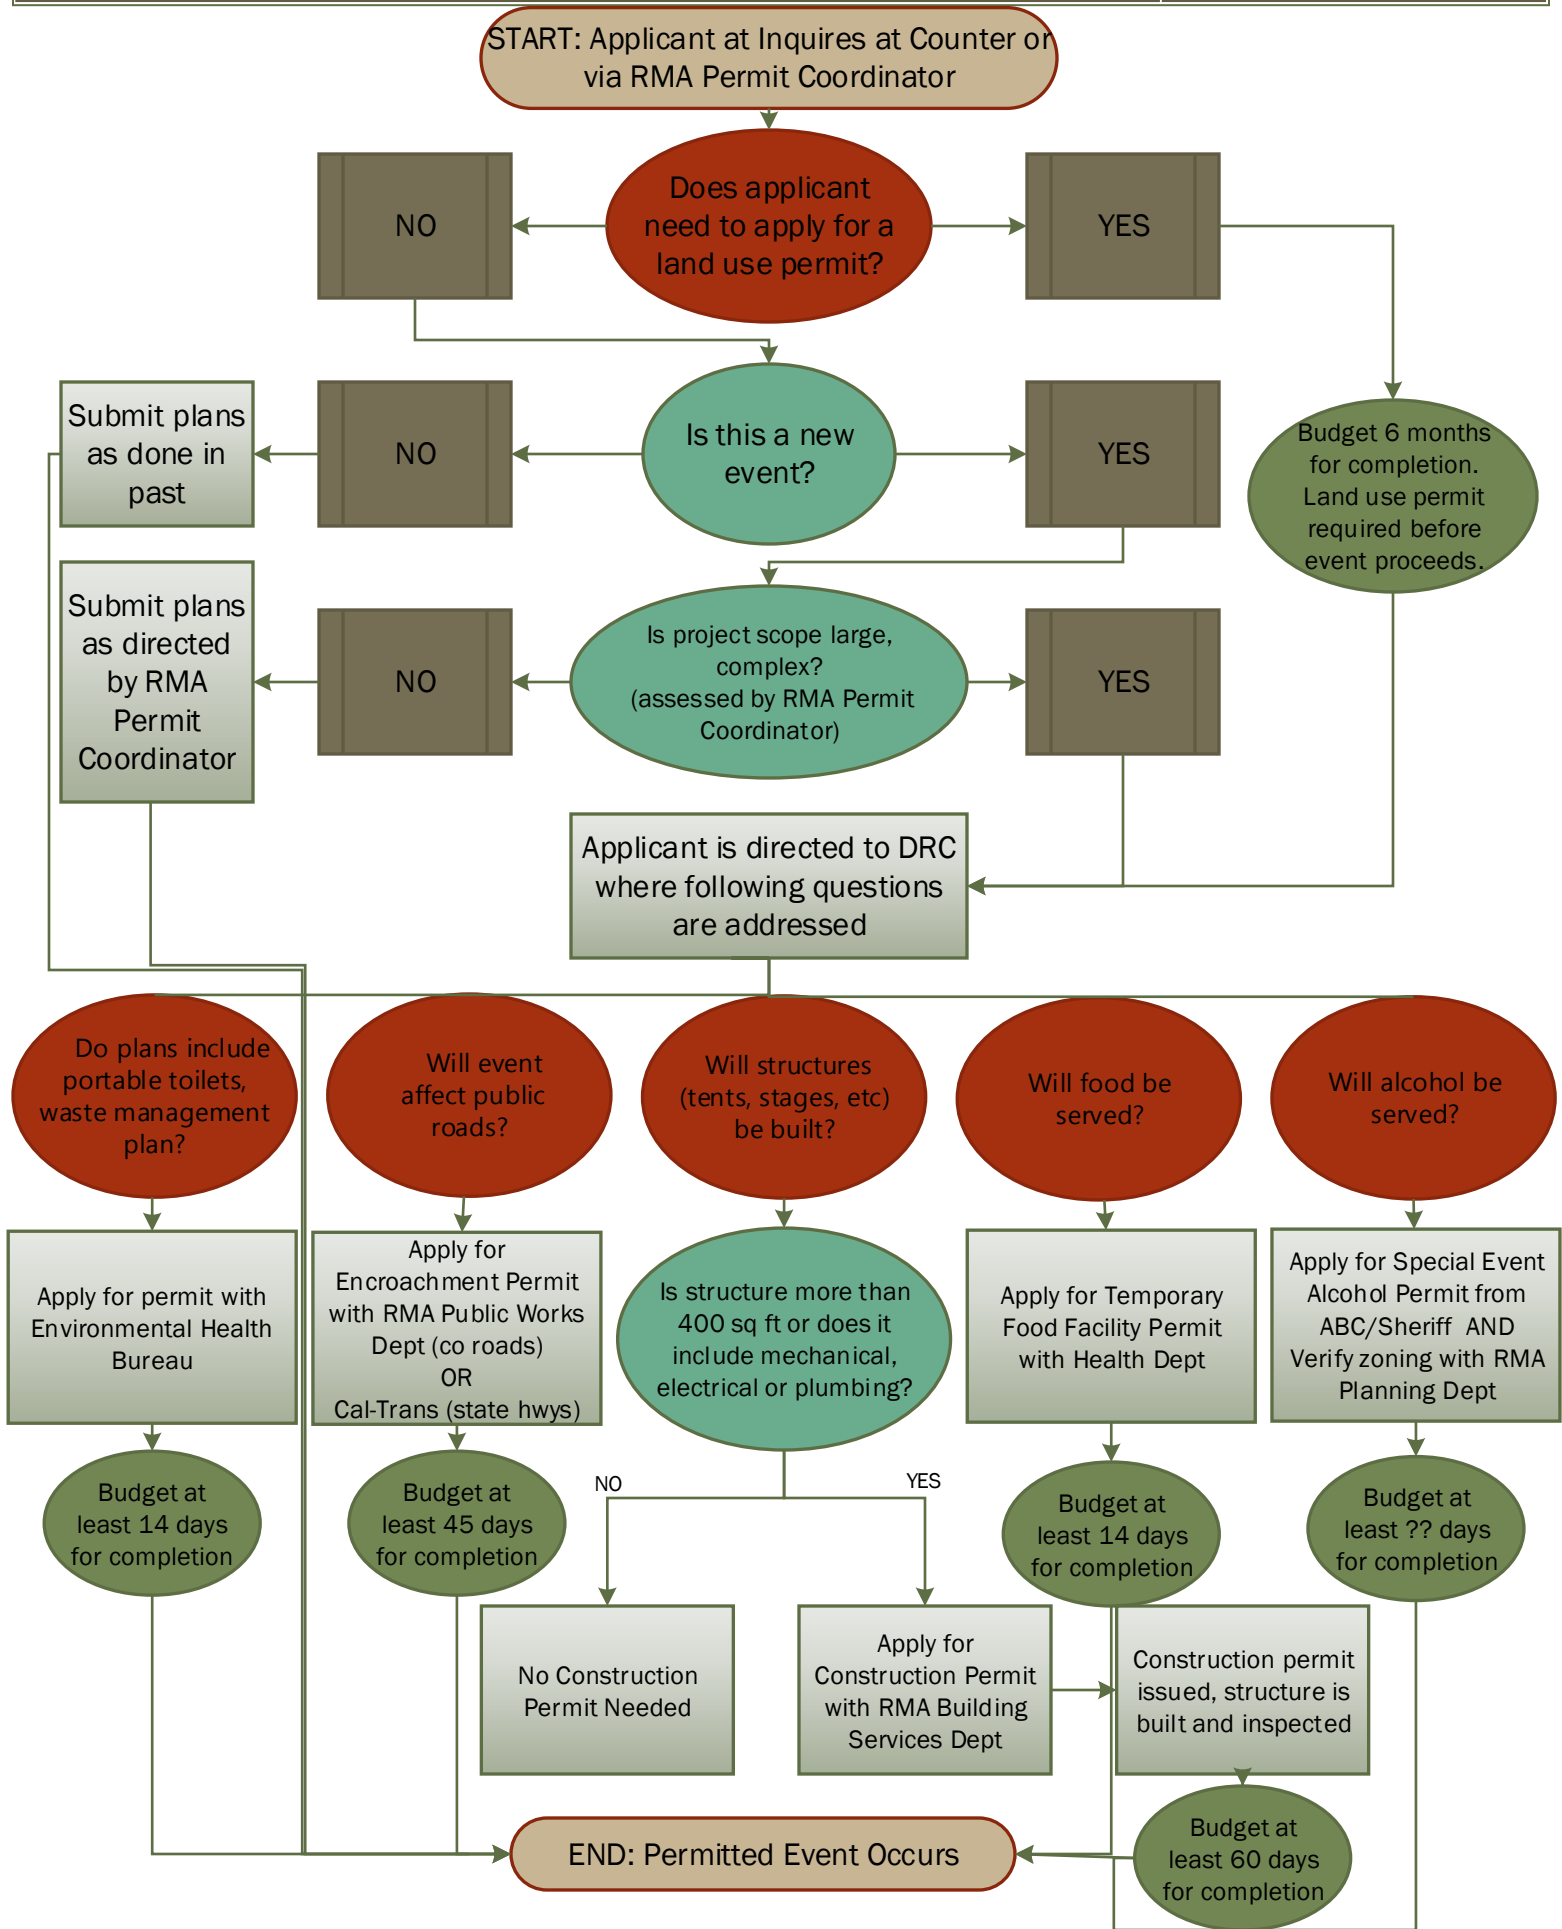 START: Applicant at Inquires at Counter or
via RMA Permit Coordinator
Does applicant
need to apply for a
land use permit?
NO
YES
Is this a new
event?
NO
YES
Submit plans
as done in
past
Budget 6 months
for completion.
Land use permit
required before
event proceeds.
Is project scope large,
complex?
(assessed by RMA Permit
Coordinator)
NO
YES
Submit plans
as directed
by RMA
Permit
Coordinator
Applicant is directed to DRC
where following questions
are addressed
Do plans include
portable toilets,
waste management
plan?
Will event
affect public
roads?
Will structures
(tents, stages, etc)
be built?
Will food be
served?
Will alcohol be
served?
Apply for permit with
Environmental Health
Bureau
Apply for
Encroachment Permit
with RMA Public Works
Dept (co roads)
OR
Cal-Trans (state hwys)
Is structure more than
400 sq ft or does it
include mechanical,
electrical or plumbing?
Apply for Temporary
Food Facility Permit
with Health Dept
Apply for Special Event
Alcohol Permit from
ABC/Sheriff AND
Verify zoning with RMA
Planning Dept
Budget at
least 14 days
for completion
Budget at
least 45 days
for completion
NO
YES
Budget at
least 14 days
for completion
Budget at
least ?? days
for completion
No Construction
Permit Needed
Apply for
Construction Permit
with RMA Building
Services Dept
Construction permit
issued, structure is
built and inspected
END: Permitted Event Occurs
Budget at
least 60 days
for completion